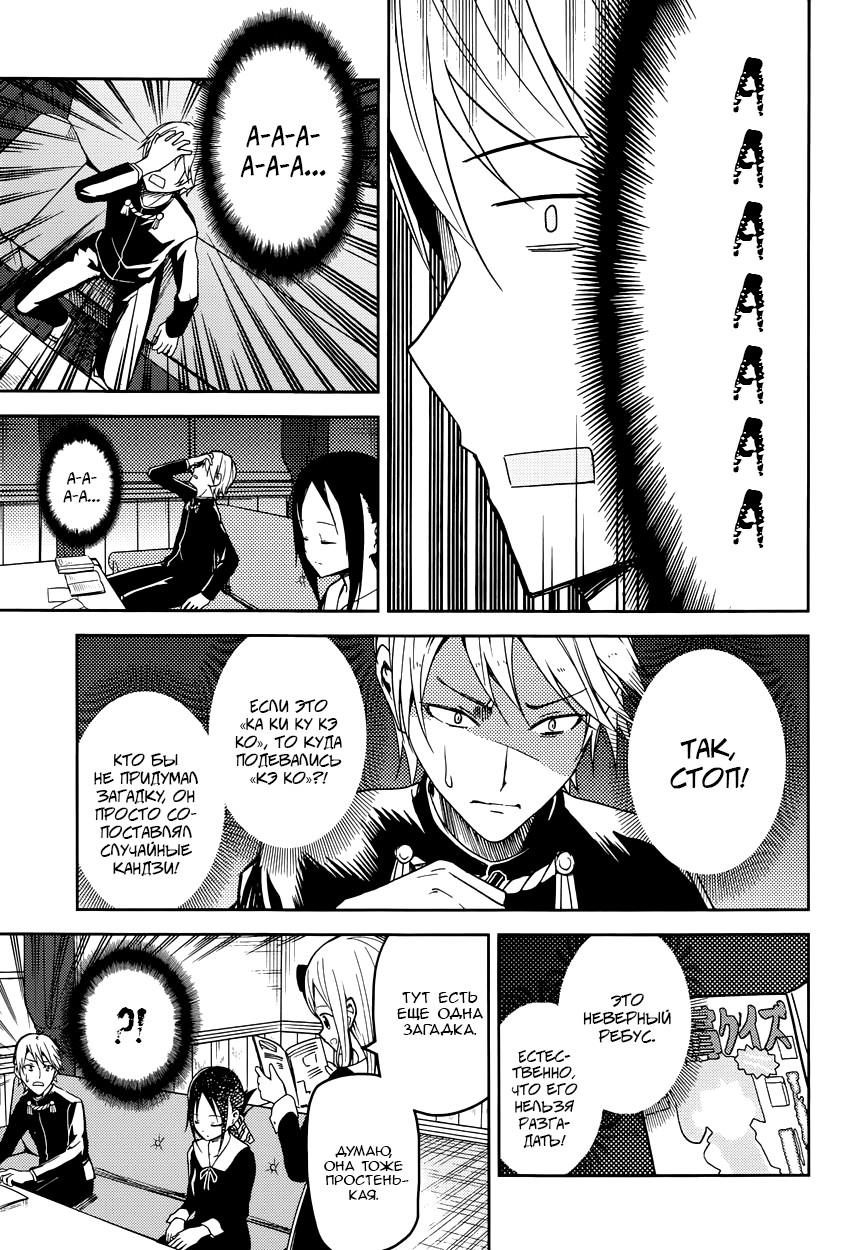 А
А
А
А
А
А
А
А-А-А-
А-А-А...
А-А-
А-А...
ТАК,
СТОП!
ЕСЛИ ЭТО
«КА КИ КУ КЭ
КО», ТО КУДА
ПОДЕВАЛИСЬ
«КЭ КО»?!
КТО БЫ
НЕ ПРИДУМАЛ
ЗАГАДКУ, ОН
ПРОСТО СО-
ПОСТАВЛЯЛ
СЛУЧАЙНЫЕ
КАНДЗИ!
ЭТО
НЕВЕРНЫЙ
РЕБУС.
クイズ
ЕСТЕС-
ТВЕННО,
ЧТО ЕГО
НЕЛЬЗЯ
РАЗГА-
ДАТЬ!
ТУТ ЕСТЬ
ЕЩЕ ОДНА
ЗАГАДКА.
ДУМАЮ,
ОНА ТОЖЕ
ПРОСТЕНЬ-
КАЯ.
?!